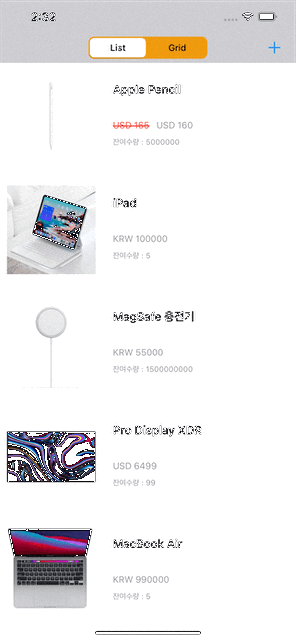 2:32
List Grid
Apple Pencil
USD 165 USD 160
잔여수량 : 5000000
iPad
KRW 100000
잔여수량 : 5
MagSafe 충전기
KRW 55000
잔여수량 : 1500000000
Pro Display XDR
USD 6499
잔여수량 : 99
MacBook Air
KRW 990000
잔여수량 : 5